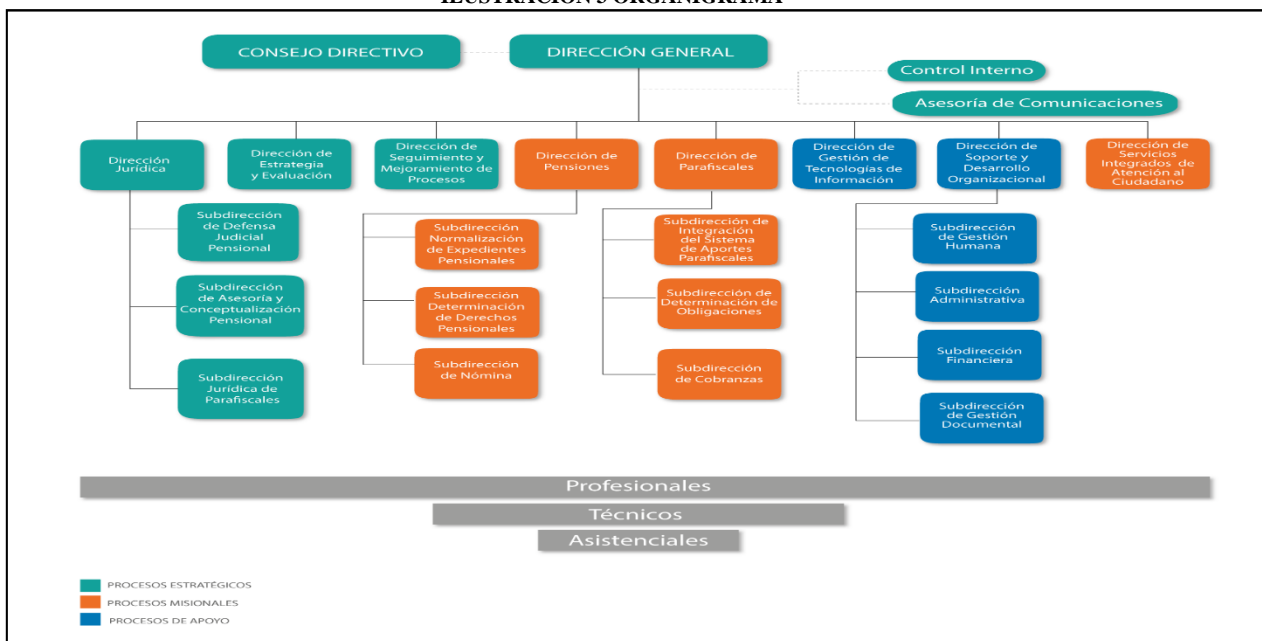 ILUSTRACIÓN 3 ORGANIGRAMA
CONSEJO DIRECTIVO
DIRECCIÓN GENERAL
Control Interno
Asesoría de Comunicaciones
Dirección
Jurídica
Dirección de
Estrategia
y Evaluación
Dirección de
Seguimiento y
Mejoramiento de
Procesos
Dirección de
Pensiones
Dirección de
Parafiscales
Dirección de
Gestión de
Tecnologías de
Información
Dirección de
Soporte y
Desarrollo
Organizacional
Dirección de
Servicios
Integrados de
Atención al
Ciudadano
Subdirección
de Defensa
Judicial
Pensional
Subdirección
de Asesoría y
Conceptualización
Pensional
Subdirección
Jurídica de
Parafiscales
Subdirección
Normalización
de Expedientes
Pensionales
Subdirección
Determinación
de Derechos
Pensionales
Subdirección
de Nómina
Subdirección de
Integración
del Sistema
de Aportes
Parafiscales
Subdirección de
Determinación de
Obligaciones
Subdirección
de Cobranzas
Subdirección
de Gestión
Humana
Subdirección
Administrativa
Subdirección
Financiera
Subdirección
de Gestión
Documental
Profesionales
Técnicos
Asistenciales
PROCESOS ESTRATÉGICOS
PROCESOS MISIONALES
PROCESOS DE APOYO